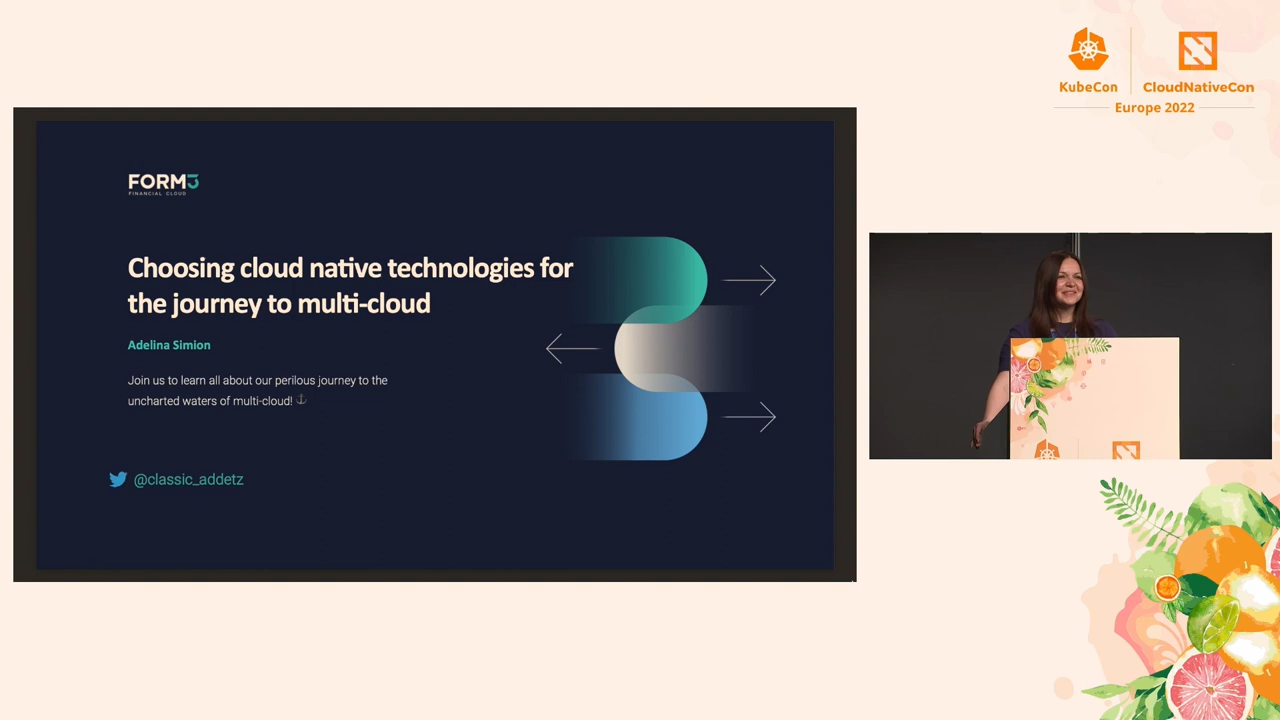 KubeCon
CloudNativeCon
Europe 2022
FORM3
FINANCIAL CLOUD
Choosing cloud native technologies for
the journey to multi-cloud
Adelina Simion
Join us to learn all about our perilous journey to the
uncharted waters of multi-cloud! ⚓
@classic_addetz